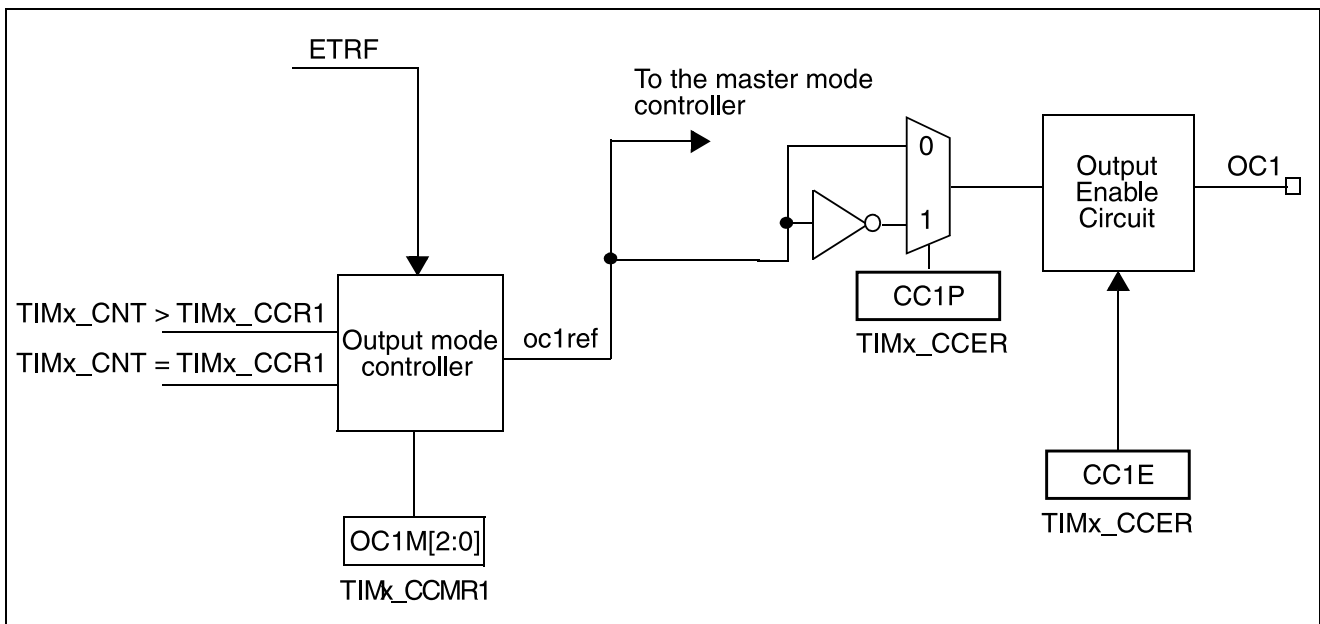 ETRF
To the master mode
controller
0
1
Output
Enable
Circuit
OC1
CC1P
TIMx_CCER
TIMx_CNT > TIMx_CCR1
TIMx_CNT = TIMx_CCR1
Output mode
controller
oc1ref
CC1E
TIMx_CCER
OC1M[2:0]
TIMx_CCMR1